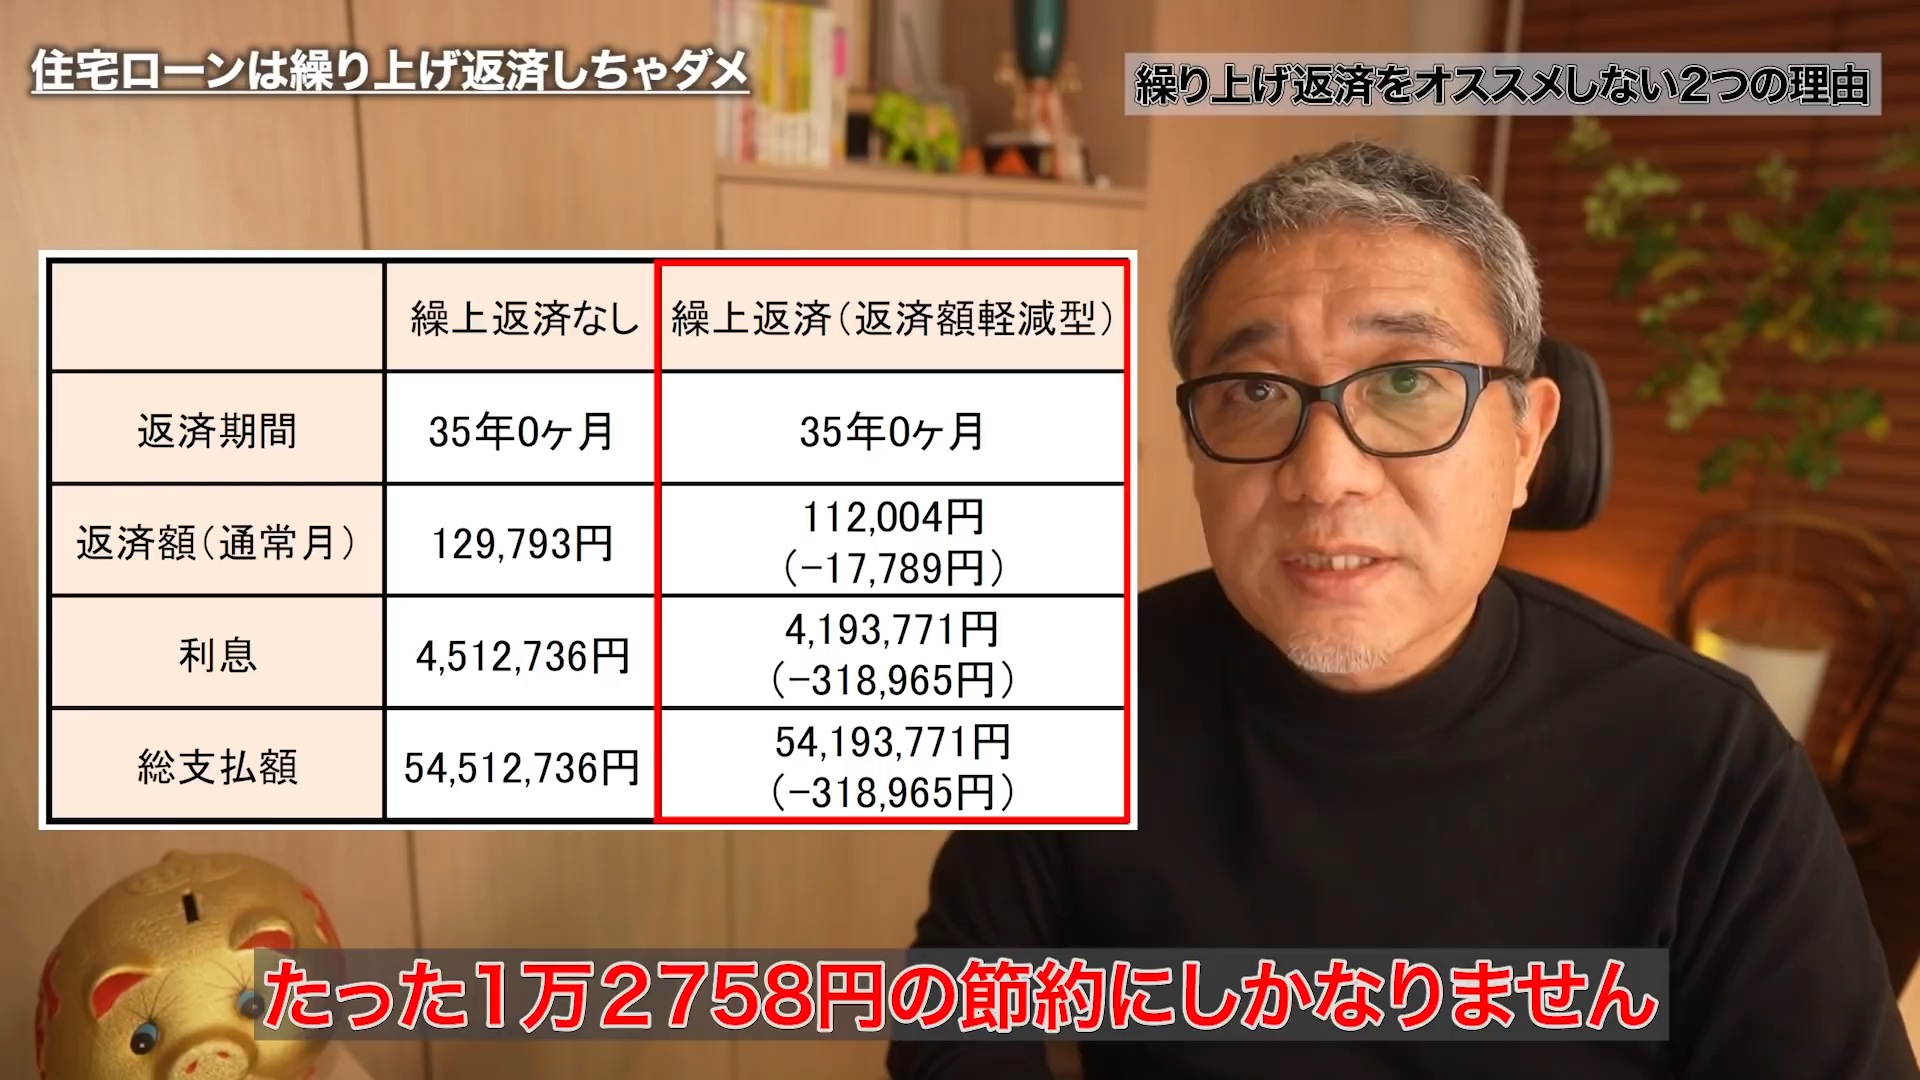 住宅ローンは繰り上げ返済しちゃダメ
繰り上げ返済をオススメしない2つの理由
繰上返済なし 繰上返済(返済額軽減型)
返済期間 35年0ヶ月 35年0ヶ月
返済額(通常月) 129,793円 112,004円
(-17,789円)
利息 4,512,736円 4,193,771円
(-318,965円)
総支払額 54,512,736円 54,193,771円
(-318,965円)
たった1万2758円の節約にしかなりません